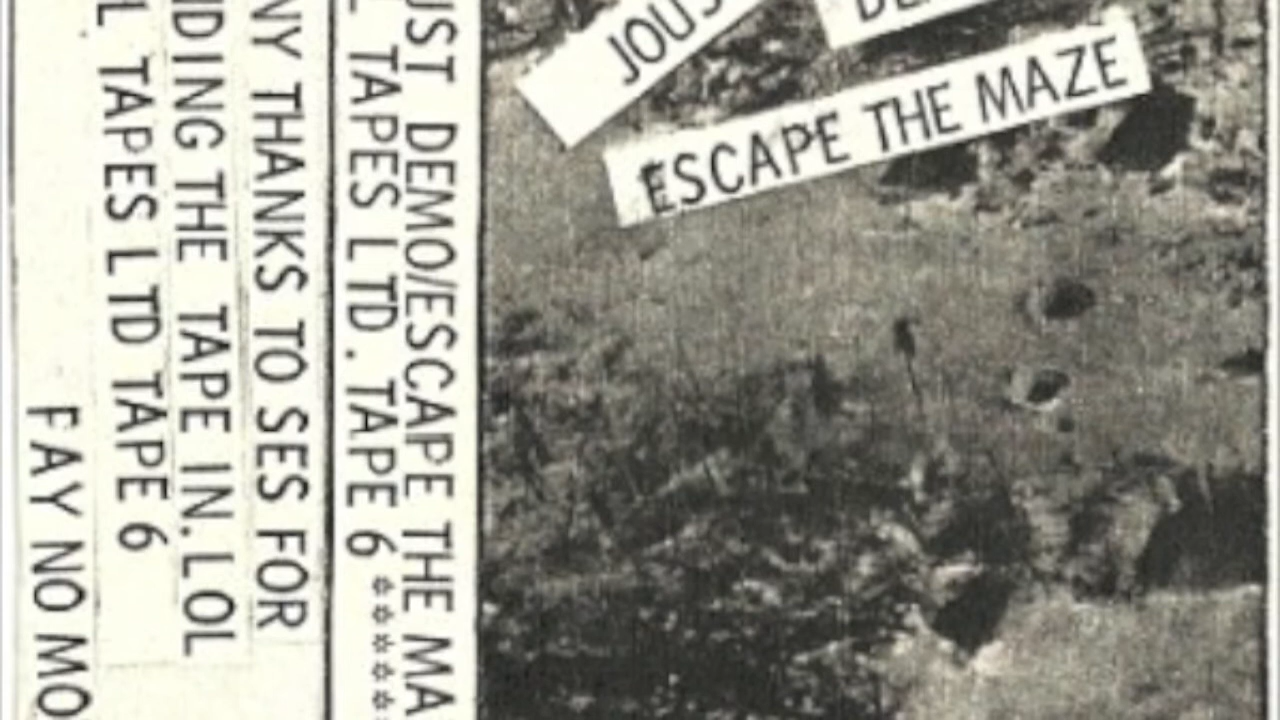 JOUS
ESCAPE THE MAZE
UST DEMO/ESCAPE THE MA
L TAPES LTD. TAPE 6 ☆☆☆☆☆
NY THANKS TO SES FOR
DING THE TAPE IN. LOL
L TAPES LTD TAPE 6
FAY NO MO